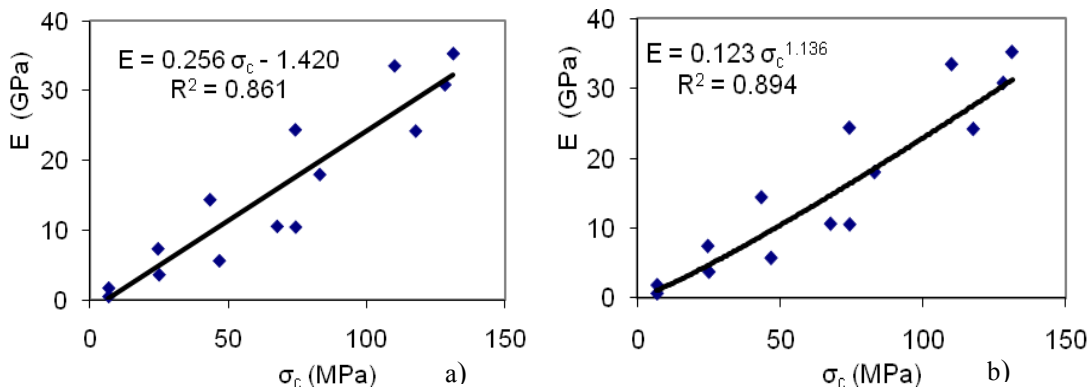 40
30
20
10
0
E (GPa)
E = 0.256 σc - 1.420
R² = 0.861
0 50 100 150
σc (MPa) a)
40
30
20
10
0
E (GPa)
E = 0.123 σc^1.136
R² = 0.894
0 50 100 150
σc (MPa) b)